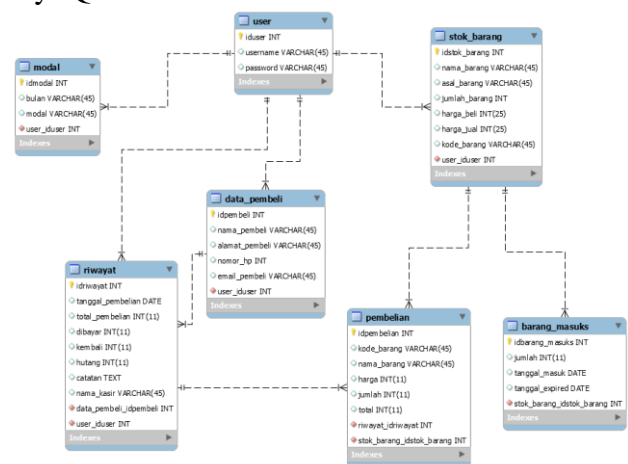 user
iduser INT
username VARCHAR(45)
password VARCHAR(45)
Indexes
stok_barang
idstok_barang INT
nama_barang VARCHAR(45)
asal_barang VARCHAR(45)
jumlah_barang INT
harga_beli INT(25)
harga_jual INT(25)
kode_barang VARCHAR(45)
user_iduser INT
Indexes
modal
idmodal INT
bulan VARCHAR(45)
modal VARCHAR(45)
user_iduser INT
Indexes
data_pembeli
idpembeli INT
nama_pembeli VARCHAR(45)
alamat_pembeli VARCHAR(45)
nomor_hp INT
email_pembeli VARCHAR(45)
user_iduser INT
Indexes
riwayat
idriwayat INT
tanggal_pembelian DATE
total_pembelian INT(11)
dibayar INT(11)
kembali INT(11)
hutang INT(11)
catatan TEXT
nama_kasir VARCHAR(45)
data_pembeli_idpembeli INT
user_iduser INT
Indexes
pembelian
idpembelian INT
kode_barang VARCHAR(45)
nama_barang VARCHAR(45)
harga INT(11)
jumlah INT(11)
total INT(11)
riwayat_idriwayat INT
stok_barang_idstok_barang INT
Indexes
barang_masuks
idbarang_masuks INT
jumlah INT(11)
tanggal_masuk DATE
tanggal_expired DATE
stok_barang_idstok_barang INT
Indexes